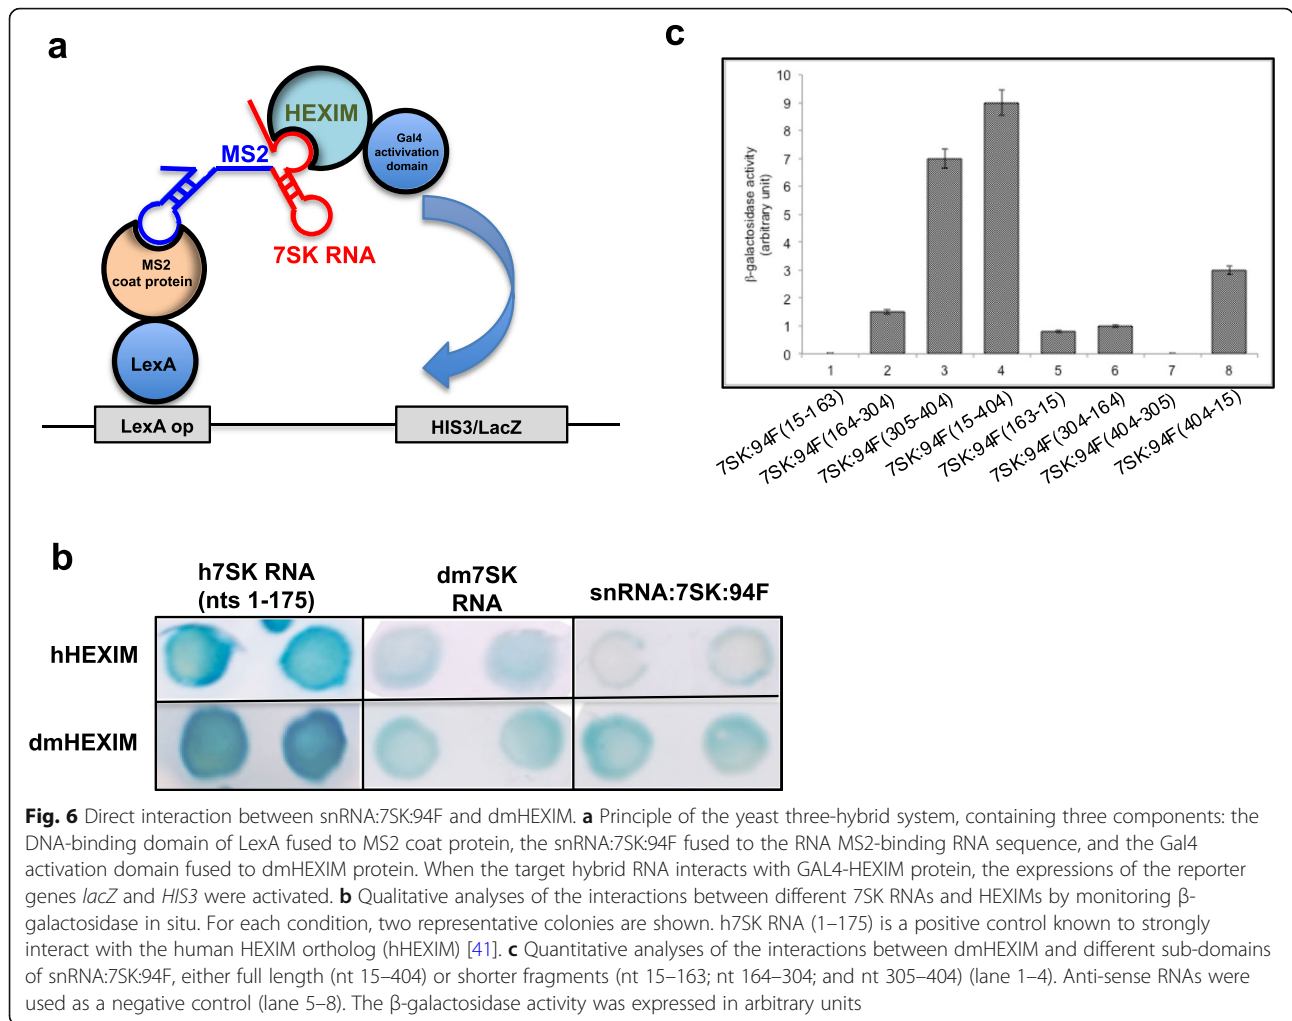 a
HEXIM
Gal4
activivation
domain
MS2
7SK RNA
MS2
coat protein
LexA
LexA op
HIS3/LacZ
c
β-galactosidase activity
(arbitrary unit)
10
9
8
7
6
5
4
3
2
1
0
1 2 3 4 5 6 7 8
7SK:94F(15-163)
7SK:94F(164-304)
7SK:94F(305-404)
7SK:94F(15-404)
7SK:94F(163-15)
7SK:94F(304-164)
7SK:94F(404-305)
7SK:94F(404-15)
b
h7SK RNA
(nts 1-175)
dm7SK
RNA
snRNA:7SK:94F
hHEXIM
dmHEXIM
Fig. 6 Direct interaction between snRNA:7SK:94F and dmHEXIM. a Principle of the yeast three-hybrid system, containing three components: the
DNA-binding domain of LexA fused to MS2 coat protein, the snRNA:7SK:94F fused to the RNA MS2-binding RNA sequence, and the Gal4
activation domain fused to dmHEXIM protein. When the target hybrid RNA interacts with GAL4-HEXIM protein, the expressions of the reporter
genes lacZ and HIS3 were activated. b Qualitative analyses of the interactions between different 7SK RNAs and HEXIMs by monitoring β-
galactosidase in situ. For each condition, two representative colonies are shown. h7SK RNA (1–175) is a positive control known to strongly
interact with the human HEXIM ortholog (hHEXIM) [41]. c Quantitative analyses of the interactions between dmHEXIM and different sub-domains
of snRNA:7SK:94F, either full length (nt 15–404) or shorter fragments (nt 15–163; nt 164–304; and nt 305–404) (lane 1–4). Anti-sense RNAs were
used as a negative control (lane 5–8). The β-galactosidase activity was expressed in arbitrary units